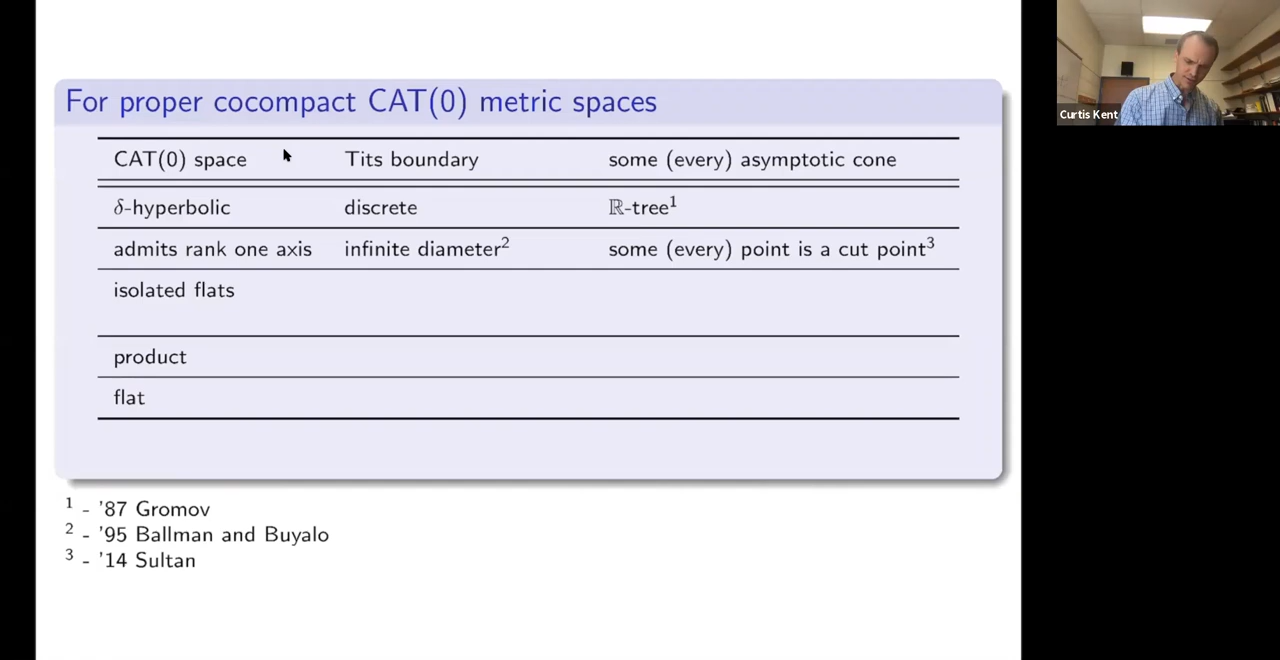 For proper cocompact CAT(0) metric spaces
CAT(0) space Tits boundary some (every) asymptotic cone
δ-hyperbolic discrete ℝ-tree¹
admits rank one axis infinite diameter² some (every) point is a cut point³
isolated flats
product
flat
¹ - '87 Gromov
² - '95 Ballman and Buyalo
³ - '14 Sultan
Curtis Kent